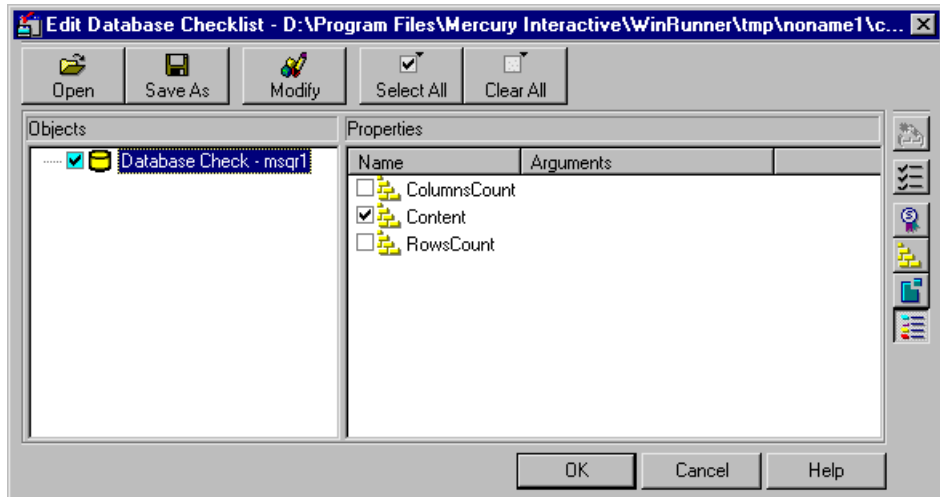 Edit Database Checklist - D:\Program Files\Mercury Interactive\WinRunner\tmp\noname1\c...
Open Save As Modify Select All Clear All
Objects Properties
Database Check - msqr1 Name Arguments
ColumnsCount
Content
RowsCount
OK Cancel Help